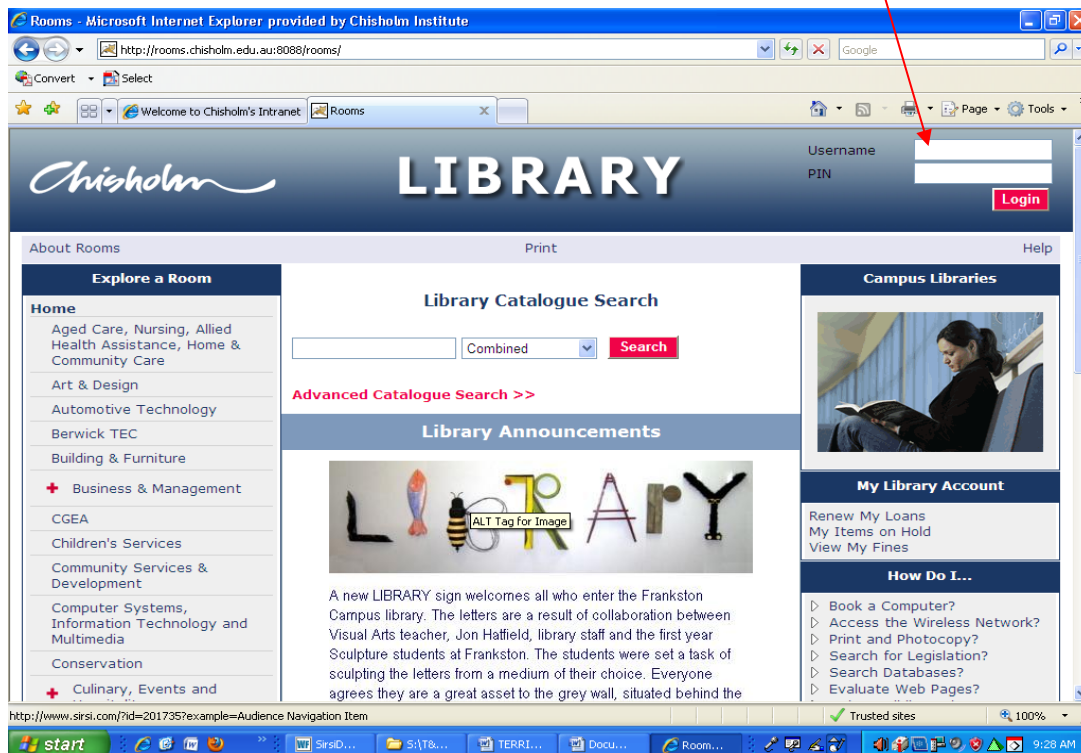 Rooms - Microsoft Internet Explorer provided by Chisholm Institute
http://rooms.chisholm.edu.au:8088/rooms/
Google
Convert
Select
Welcome to Chisholm's Intranet
Rooms
Page
Tools
Chisholm
LIBRARY
Username
PIN
Login
About Rooms
Print
Help
Explore a Room
Home
Aged Care, Nursing, Allied
Health Assistance, Home &
Community Care
Art & Design
Automotive Technology
Berwick TEC
Building & Furniture
Business & Management
CGEA
Children's Services
Community Services &
Development
Computer Systems,
Information Technology and
Multimedia
Conservation
Culinary, Events and
Library Catalogue Search
Combined
Search
Advanced Catalogue Search >>
Library Announcements
LIBRARY
ALT Tag for Image
A new LIBRARY sign welcomes all who enter the Frankston
Campus library. The letters are a result of collaboration between
Visual Arts teacher, Jon Hatfield, library staff and the first year
Sculpture students at Frankston. The students were set a task of
sculpting the letters from a medium of their choice. Everyone
agrees they are a great asset to the grey wall, situated behind the
Campus Libraries
My Library Account
Renew My Loans
My Items on Hold
View My Fines
How Do I...
Book a Computer?
Access the Wireless Network?
Print and Photocopy?
Search for Legislation?
Search Databases?
Evaluate Web Pages?
http://www.sirsi.com/?id=201735?example=Audience Navigation Item
Trusted sites
100%
start
SirsiD...
S:\T&...
TERRI...
Docu...
Room...
9:28 AM